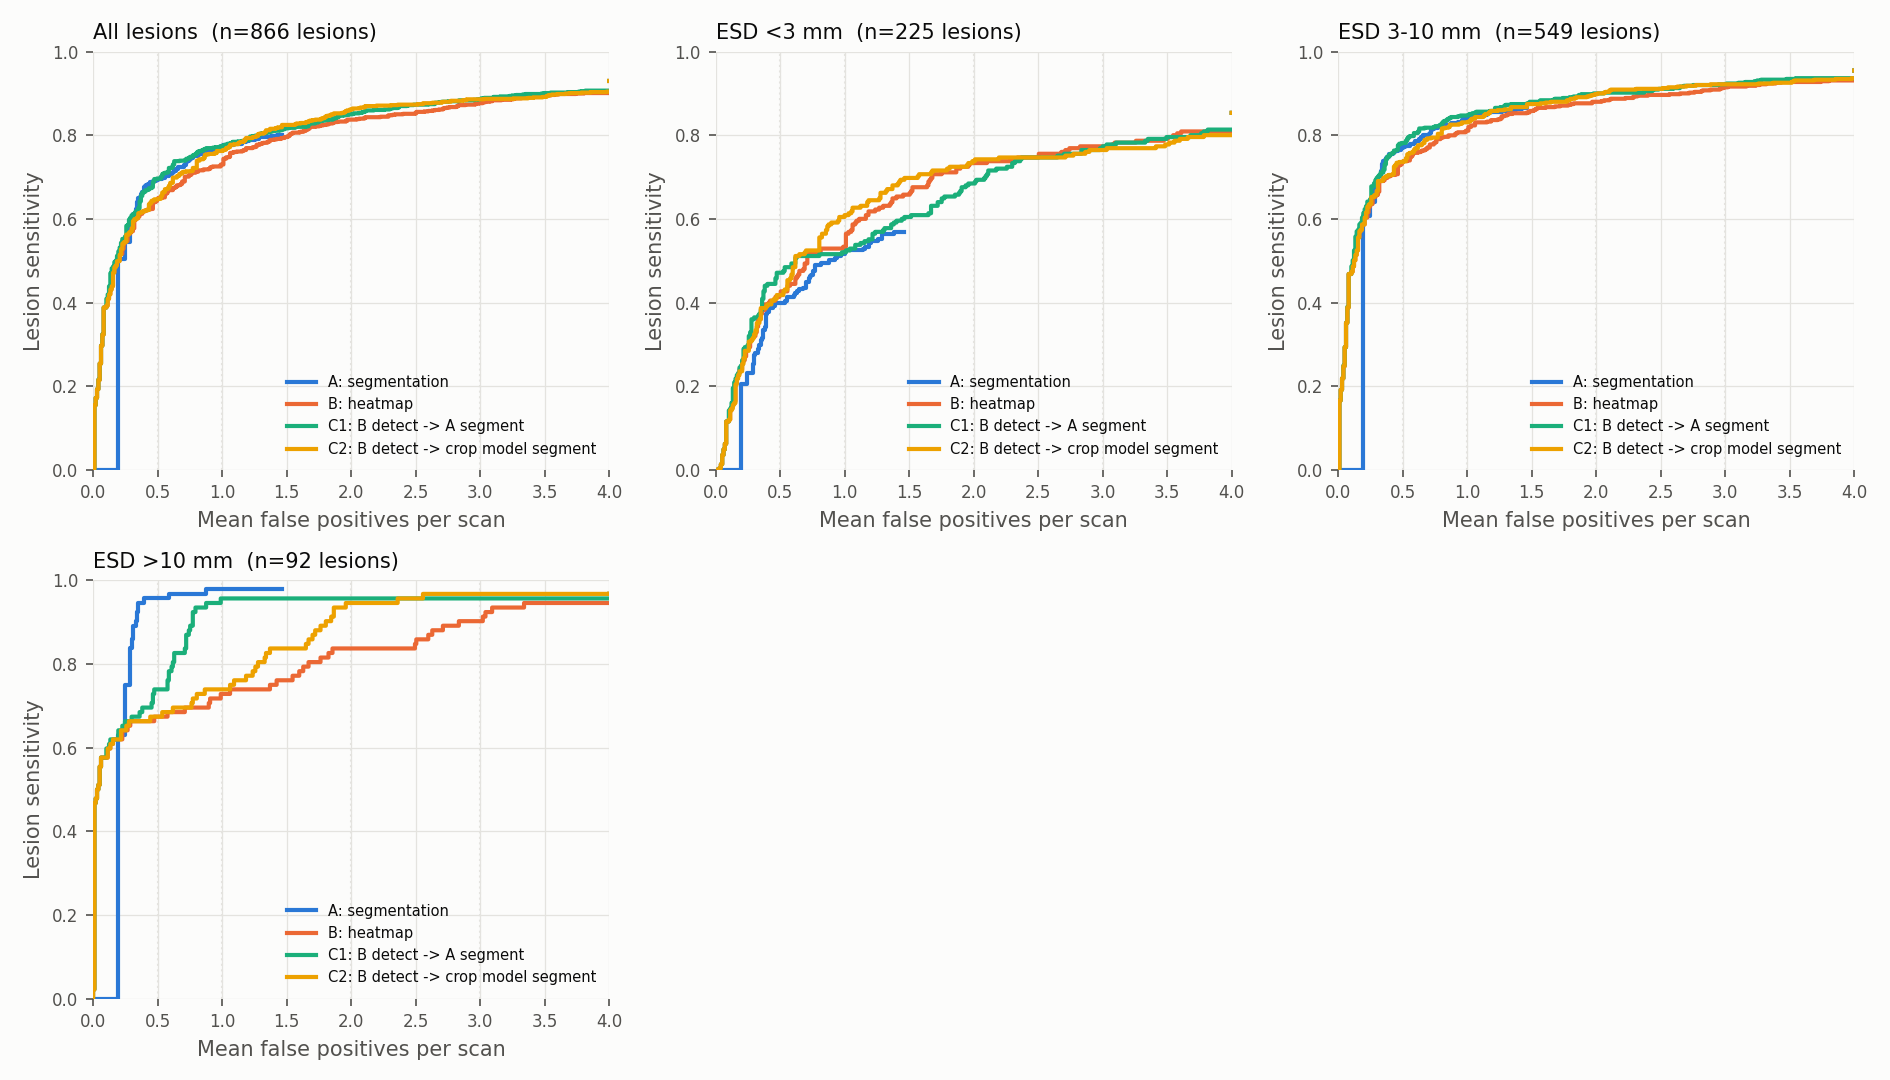 All lesions  (n=866 lesions)
1.0
0.8
0.6
0.4
0.2
0.0
Lesion sensitivity
A: segmentation
B: heatmap
C1: B detect -> A segment
C2: B detect -> crop model segment
0.0 0.5 1.0 1.5 2.0 2.5 3.0 3.5 4.0
Mean false positives per scan
ESD <3 mm  (n=225 lesions)
1.0
0.8
0.6
0.4
0.2
0.0
Lesion sensitivity
A: segmentation
B: heatmap
C1: B detect -> A segment
C2: B detect -> crop model segment
0.0 0.5 1.0 1.5 2.0 2.5 3.0 3.5 4.0
Mean false positives per scan
ESD 3-10 mm  (n=549 lesions)
1.0
0.8
0.6
0.4
0.2
0.0
Lesion sensitivity
A: segmentation
B: heatmap
C1: B detect -> A segment
C2: B detect -> crop model segment
0.0 0.5 1.0 1.5 2.0 2.5 3.0 3.5 4.0
Mean false positives per scan
ESD >10 mm  (n=92 lesions)
1.0
0.8
0.6
0.4
0.2
0.0
Lesion sensitivity
A: segmentation
B: heatmap
C1: B detect -> A segment
C2: B detect -> crop model segment
0.0 0.5 1.0 1.5 2.0 2.5 3.0 3.5 4.0
Mean false positives per scan